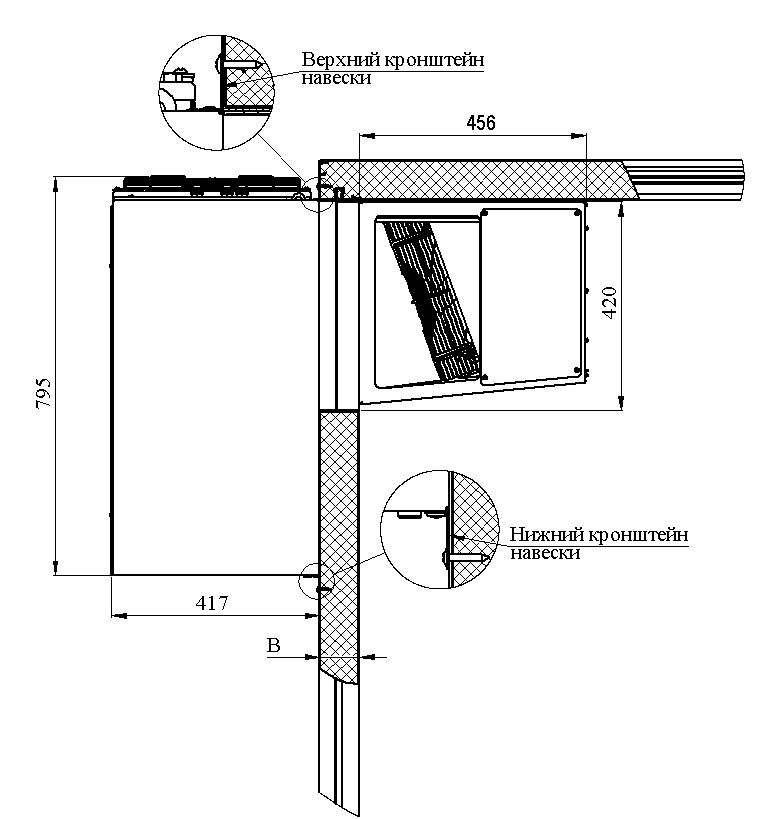 Верхний кронштейн
навески
456
420
795
Нижний кронштейн
навески
417
B